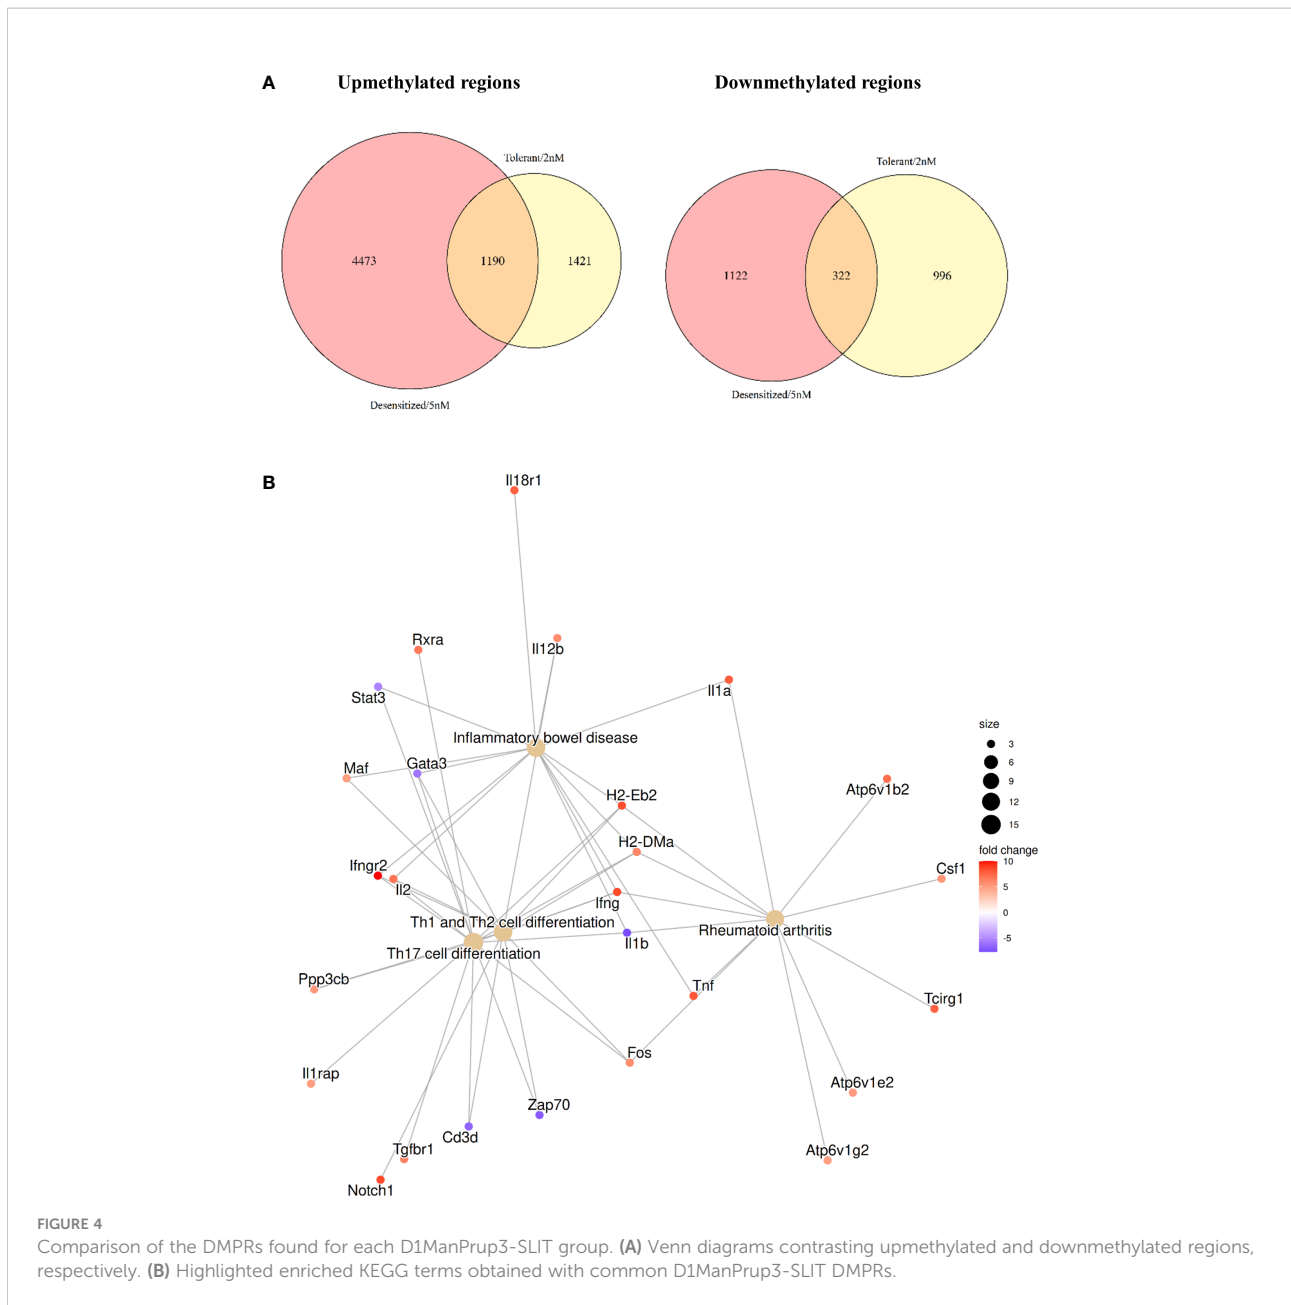 A
Upmethylated regions
Downmethylated regions
Tolerant/2nM
4473
1190
1421
Desensitized/5nM
Tolerant/2nM
1122
322
996
Desensitized/5nM
B
Il18r1
Rxra
Il12b
Stat3
Il1a
Inflammatory bowel disease
Maf
Gata3
H2-Eb2
Atp6v1b2
H2-DMa
Ifngr2
Il2
Csf1
Ifng
Th1 and Th2 cell differentiation
Rheumatoid arthritis
Il1b
Th17 cell differentiation
Ppp3cb
Tnf
Tcirg1
Fos
Il1rap
Atp6v1e2
Zap70
Cd3d
Tgfbr1
Atp6v1g2
Notch1
size
3
6
9
12
15
fold change
10
5
0
-5
FIGURE 4
Comparison of the DMPRs found for each D1ManPrup3-SLIT group. (A) Venn diagrams contrasting upmethylated and downmethylated regions,
respectively. (B) Highlighted enriched KEGG terms obtained with common D1ManPrup3-SLIT DMPRs.